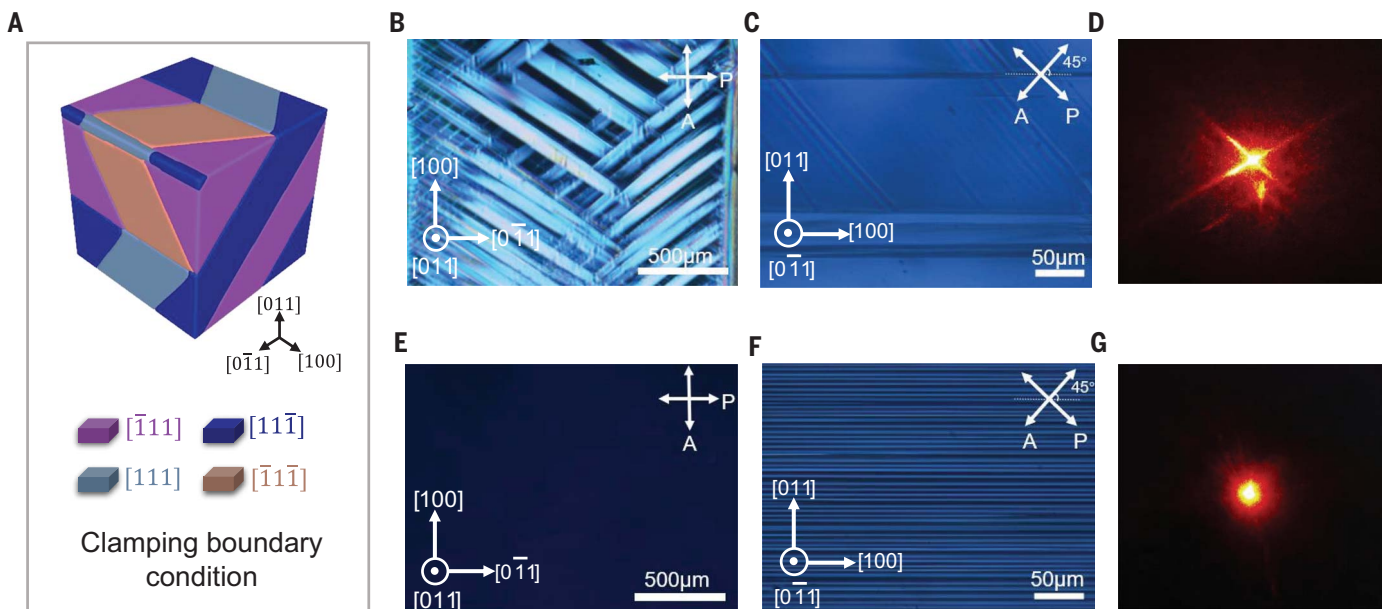 A
[011]
[01̄1]
[100]
[1̄11]
[111̄]
[111]
[1̄11̄]
Clamping boundary
condition
B
P
A
[100]
[01̄1]
[011]
500μm
C
45°
A
P
[011]
[100]
[01̄1]
50μm
D
E
P
A
[100]
[01̄1]
[011]
500μm
F
45°
A
P
[011]
[100]
[01̄1]
50μm
G